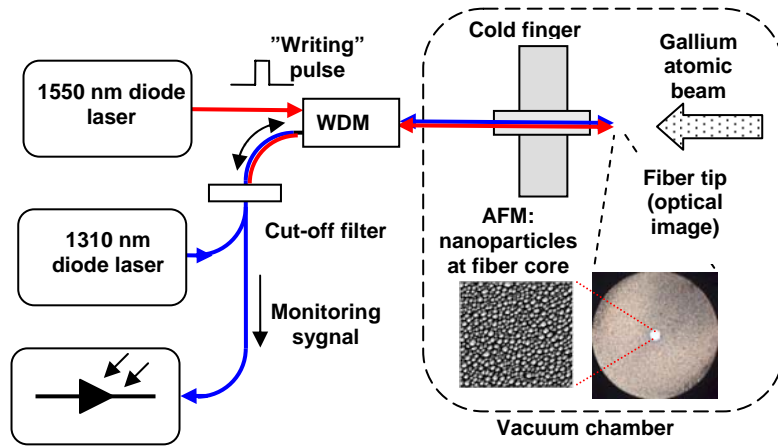 "Writing"
pulse
1550 nm diode
laser
WDM
Cold finger
Gallium
atomic
beam
Fiber tip
(optical
image)
AFM:
nanoparticles
at fiber core
Cut-off filter
1310 nm
diode laser
Monitoring
sygnal
Vacuum chamber